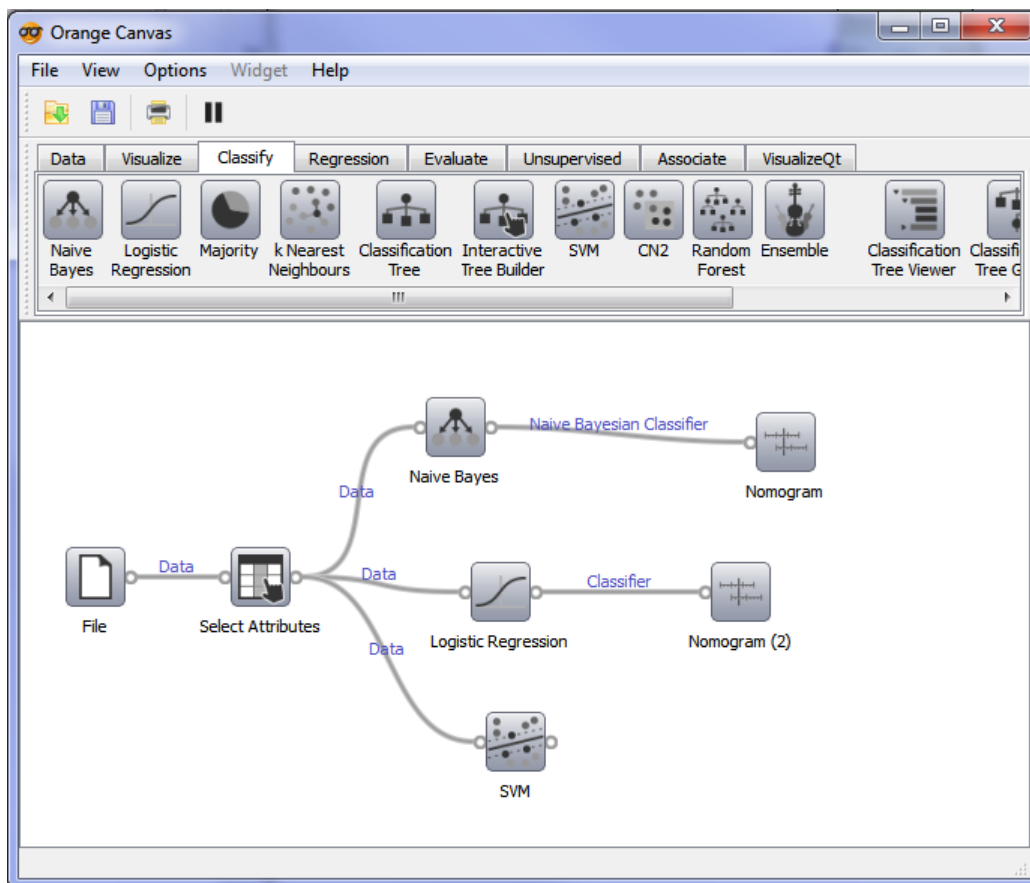 Orange Canvas
File View Options Widget Help
Data Visualize Classify Regression Evaluate Unsupervised Associate VisualizeQt
Naive Bayes
Logistic Regression
Majority
k Nearest Neighbours
Classification Tree
Interactive Tree Builder
SVM
CN2
Random Forest
Ensemble
Classification Tree Viewer
Tree
Naive Bayesian Classifier
Naive Bayes
Nomogram
Data
Data
Data
Classifier
File
Select Attributes
Logistic Regression
Nomogram (2)
Data
SVM